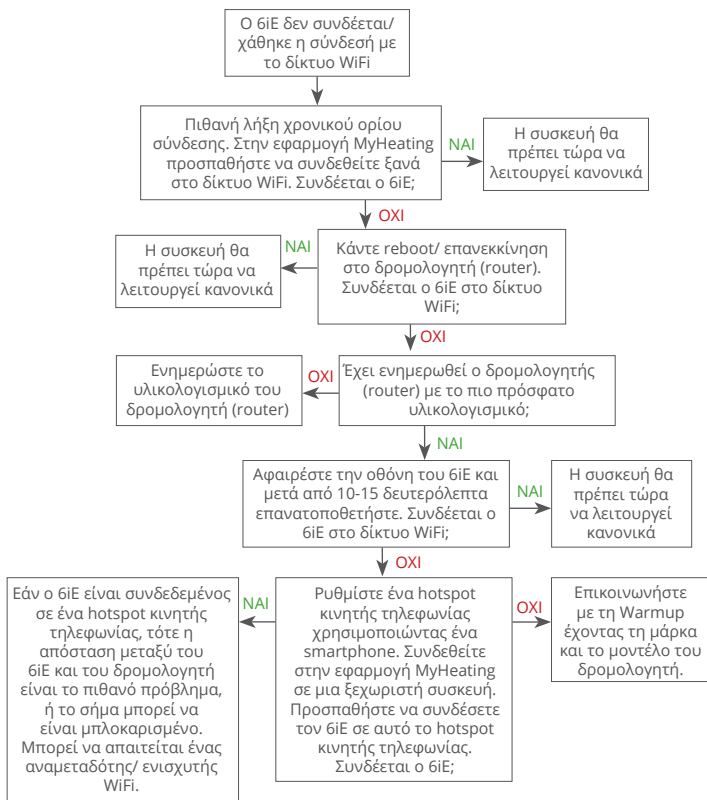 Ο 6iE δεν συνδέεται/
χάθηκε η σύνδεσή με
το δίκτυο WiFi
Πιθανή λήξη χρονικού ορίου
σύνδεσης. Στην εφαρμογή MyHeating
προσπαθήστε να συνδεθείτε ξανά
στο δίκτυο WiFi. Συνδέεται ο 6iE;
ΝΑΙ
Η συσκευή θα
πρέπει τώρα να
λειτουργεί κανονικά
ΟΧΙ
Κάντε reboot/ επανεκκίνηση
στο δρομολογητή (router).
Συνδέεται ο 6iE στο δίκτυο
WiFi;
ΝΑΙ
Η συσκευή θα
πρέπει τώρα να
λειτουργεί κανονικά
ΟΧΙ
Έχει ενημερωθεί ο δρομολογητής
(router) με το πιο πρόσφατο
υλικολογισμικό;
ΟΧΙ
Ενημερώστε το
υλικολογισμικό του
δρομολογητή (router)
ΝΑΙ
Αφαιρέστε την οθόνη του 6iE και
μετά από 10-15 δευτερόλεπτα
επανατοποθετήστε. Συνδέεται ο
6iE στο δίκτυο WiFi;
ΝΑΙ
Η συσκευή θα
πρέπει τώρα
να λειτουργεί
κανονικά
ΟΧΙ
Ρυθμίστε ένα hotspot
κινητής τηλεφωνίας
χρησιμοποιώντας ένα
smartphone. Συνδεθείτε
στην εφαρμογή MyHeating
σε μια ξεχωριστή συσκευή.
Προσπαθήστε να συνδέσετε
τον 6iE σε αυτό το hotspot
κινητής τηλεφωνίας.
Συνδέεται ο 6iE;
ΝΑΙ
Εάν ο 6iE είναι συνδεδεμένος
σε ένα hotspot κινητής
τηλεφωνίας, τότε η
απόσταση μεταξύ του
6iE και του δρομολογητή
είναι το πιθανό πρόβλημα,
ή το σήμα μπορεί να
είναι μπλοκαρισμένο.
Μπορεί να απαιτείται ένας
αναμεταδότης/ ενισχυτής
WiFi.
ΟΧΙ
Επικοινωνήστε
με τη Warmup
έχοντας τη μάρκα
και το μοντέλο του
δρομολογητή.